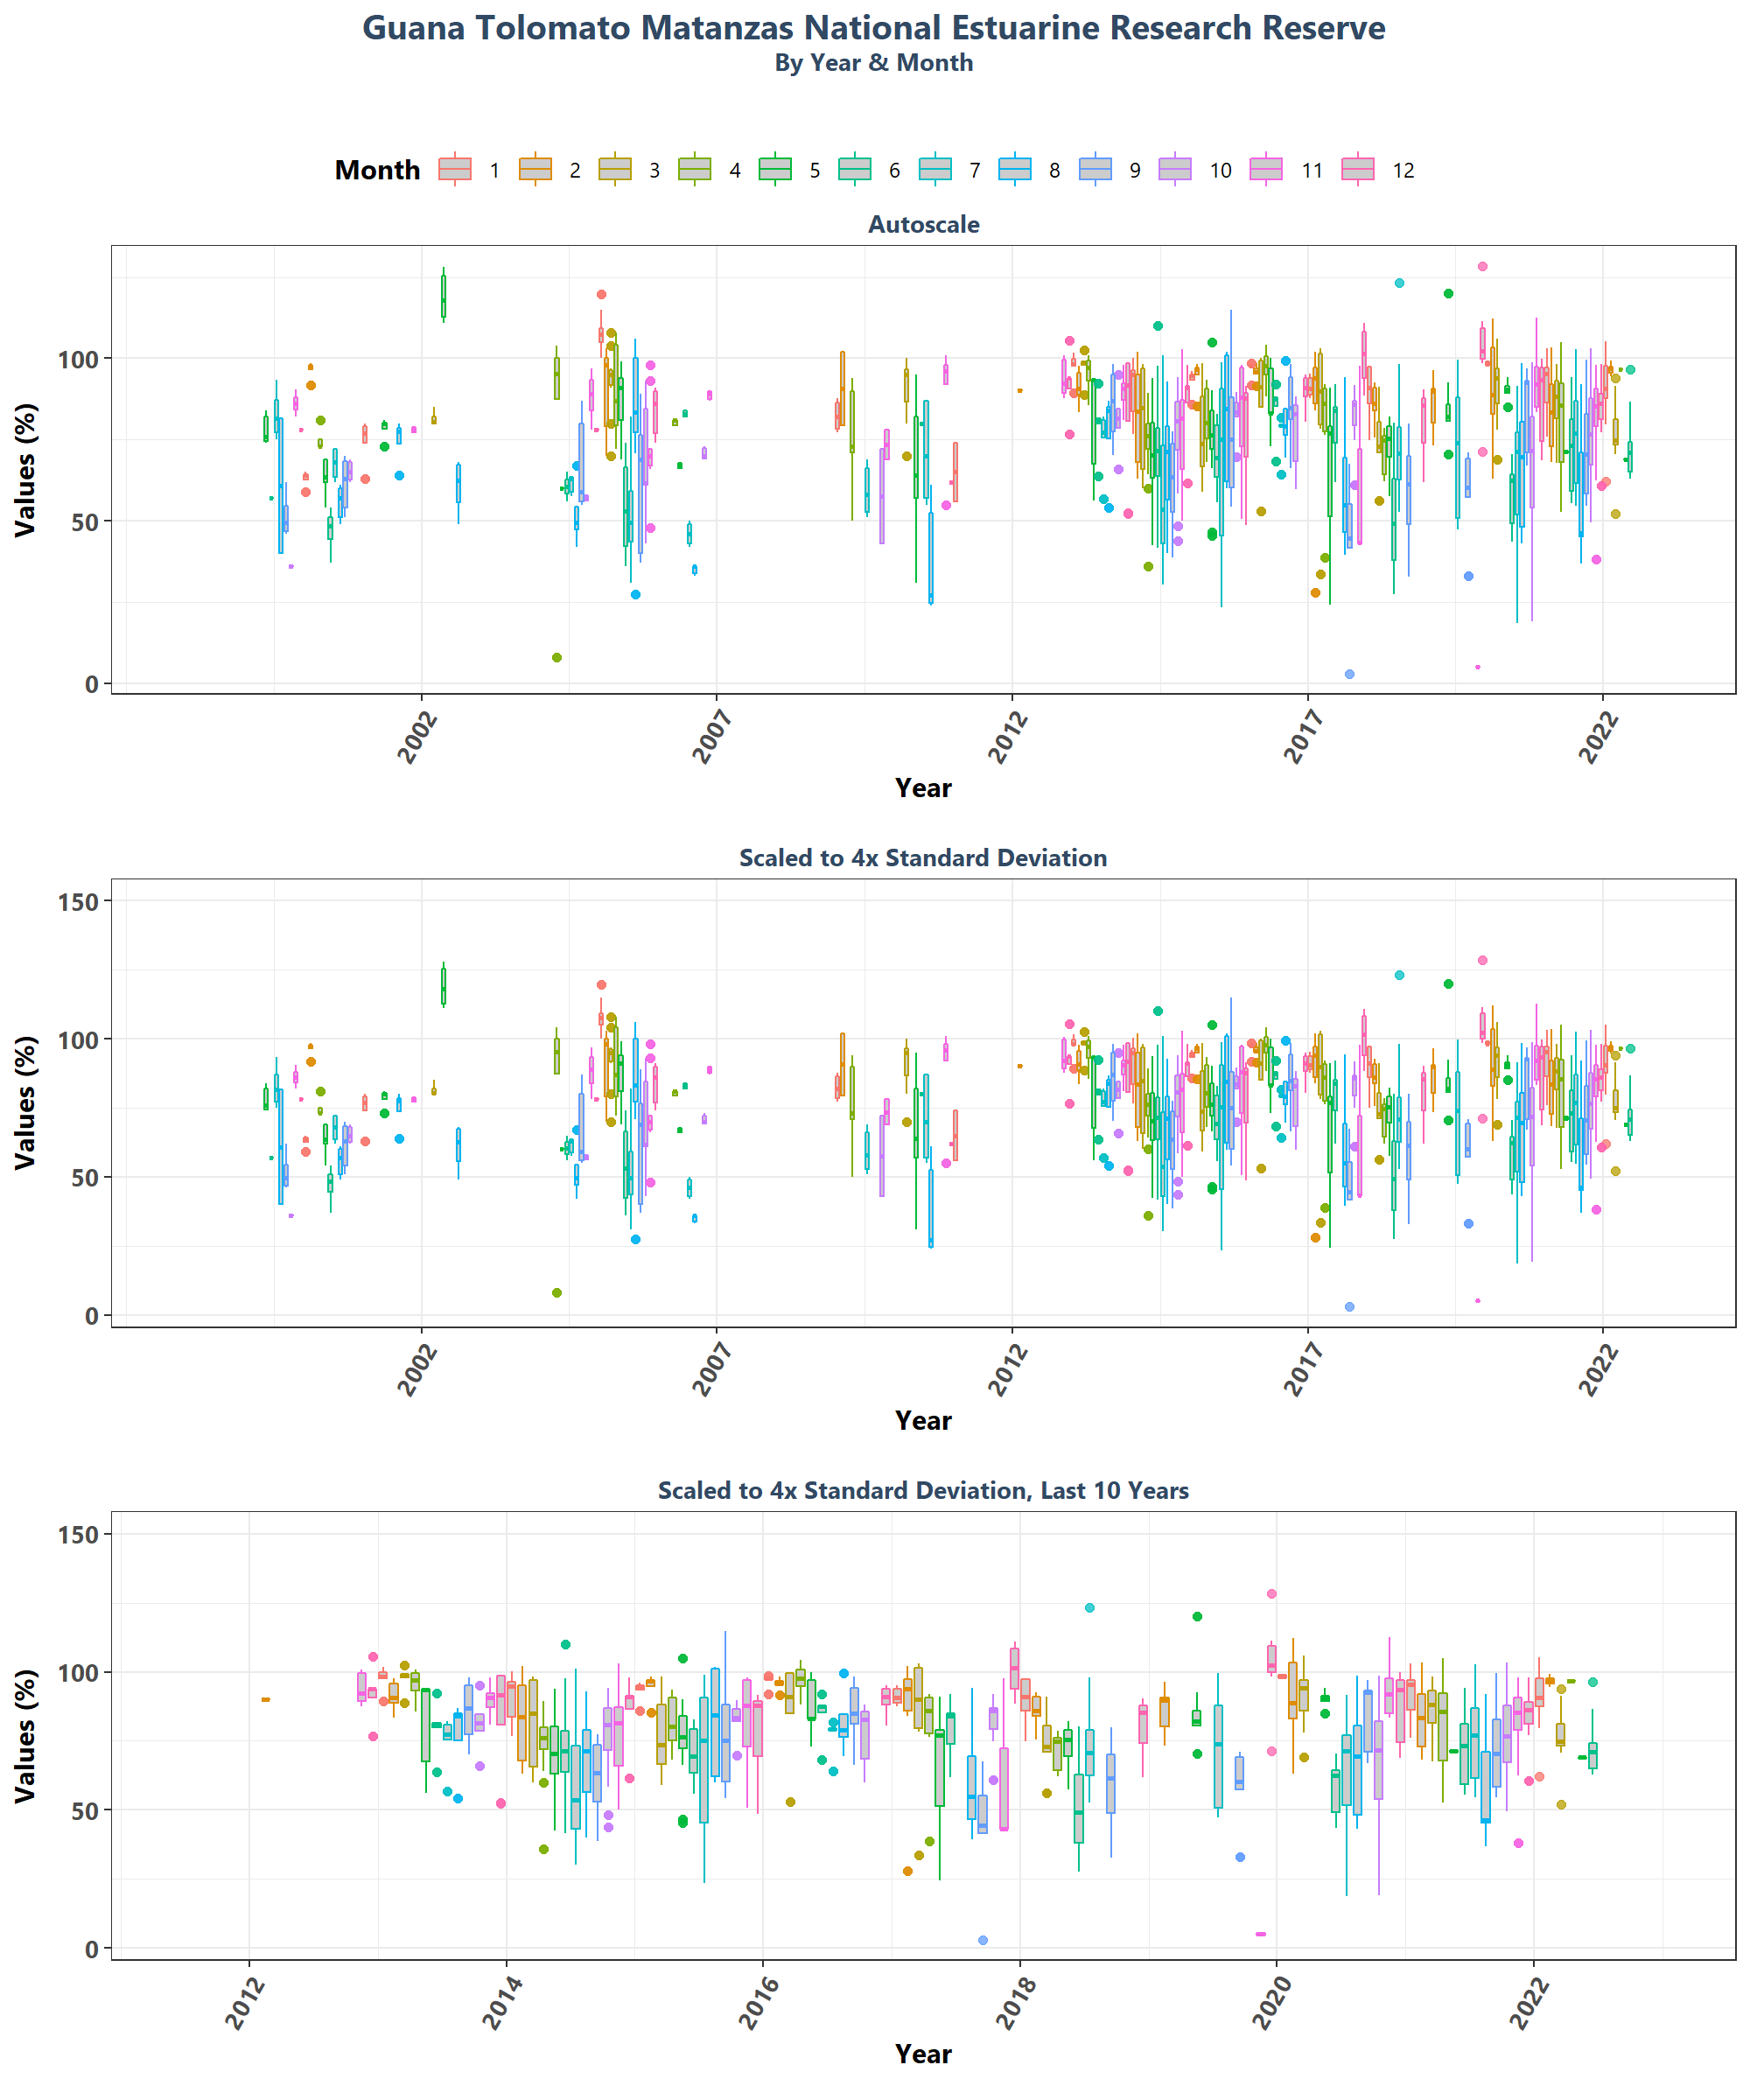 Guana Tolomato Matanzas National Estuarine Research Reserve
By Year & Month
Month 1 2 3 4 5 6 7 8 9 10 11 12
Autoscale
Values (%)
100
50
0
2002 2007 2012 2017 2022
Year
Scaled to 4x Standard Deviation
Values (%)
150
100
50
0
2002 2007 2012 2017 2022
Year
Scaled to 4x Standard Deviation, Last 10 Years
Values (%)
150
100
50
0
2012 2014 2016 2018 2020 2022
Year